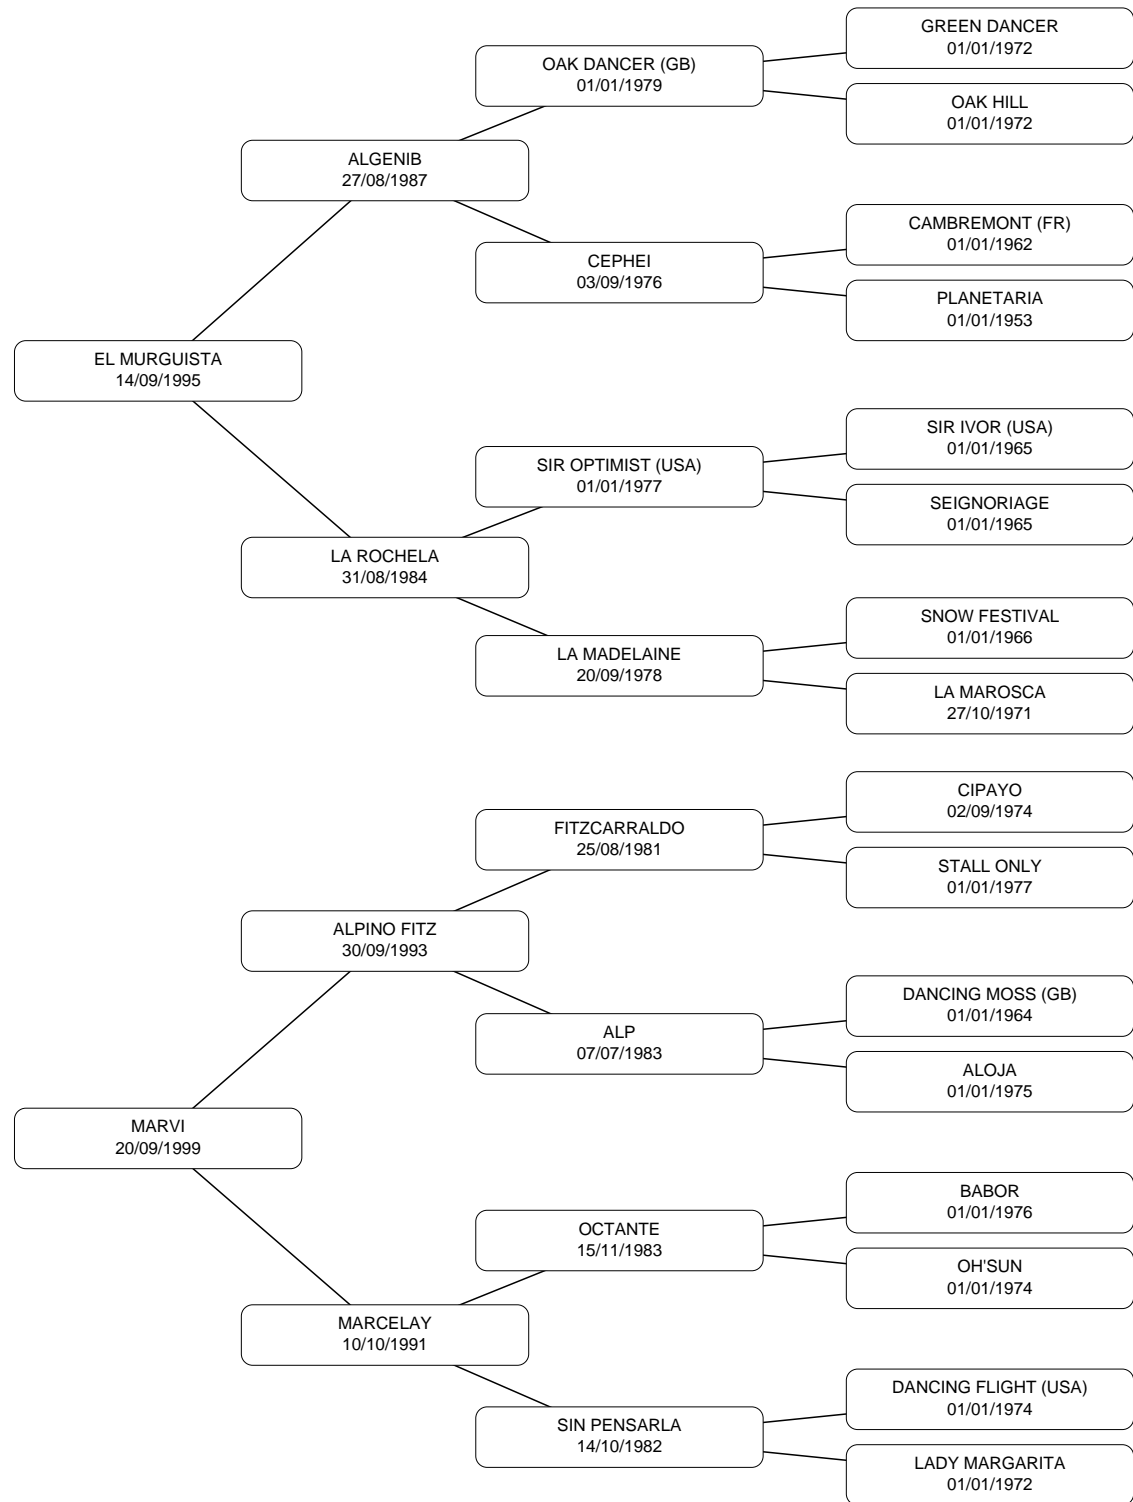 GREEN DANCER
01/01/1972
OAK DANCER (GB)
01/01/1979
OAK HILL
01/01/1972
ALGENIB
27/08/1987
CAMBREMONT (FR)
01/01/1962
CEPHEI
03/09/1976
PLANETARIA
01/01/1953
EL MURGUISTA
14/09/1995
SIR IVOR (USA)
01/01/1965
SIR OPTIMIST (USA)
01/01/1977
SEIGNORIAGE
01/01/1965
LA ROCHELA
31/08/1984
SNOW FESTIVAL
01/01/1966
LA MADELAINE
20/09/1978
LA MAROSCA
27/10/1971
CIPAYO
02/09/1974
FITZCARRALDO
25/08/1981
STALL ONLY
01/01/1977
ALPINO FITZ
30/09/1993
DANCING MOSS (GB)
01/01/1964
ALP
07/07/1983
ALOJA
01/01/1975
MARVI
20/09/1999
BABOR
01/01/1976
OCTANTE
15/11/1983
OH'SUN
01/01/1974
MARCELAY
10/10/1991
DANCING FLIGHT (USA)
01/01/1974
SIN PENSARLA
14/10/1982
LADY MARGARITA
01/01/1972